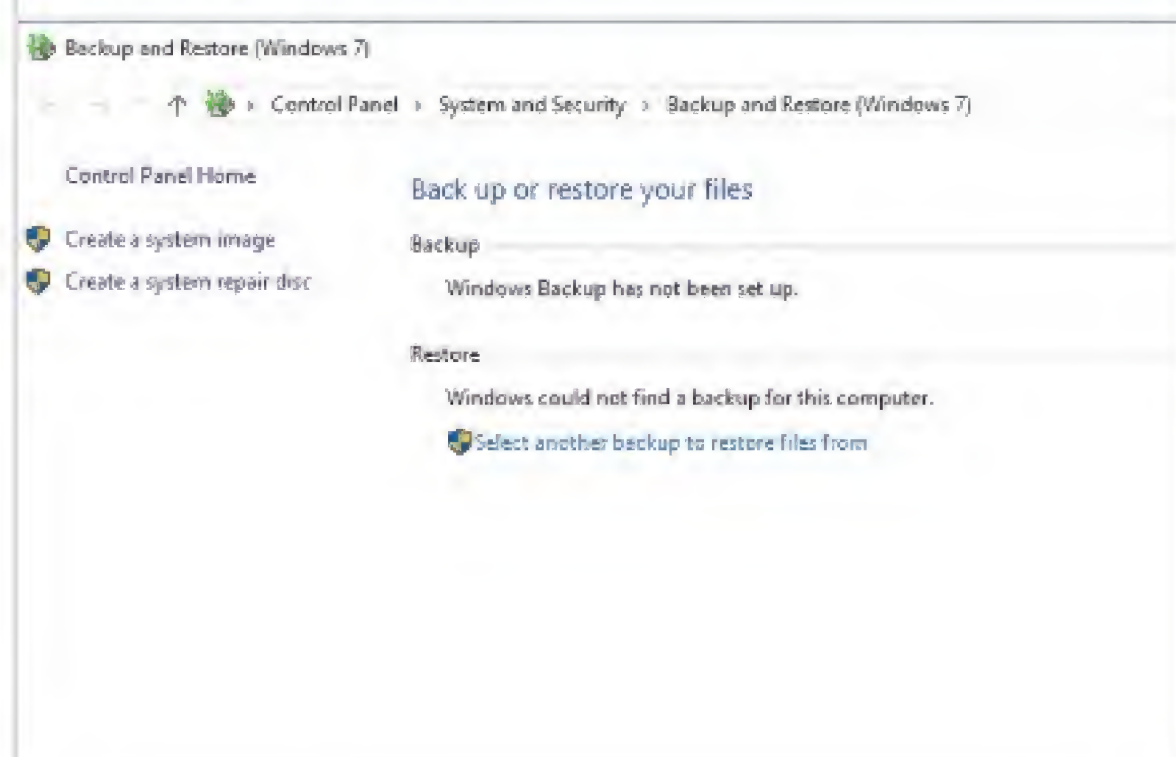 Backup and Restore (Windows 7)
Control Panel › System and Security › Backup and Restore (Windows 7)
Control Panel Home
Back up or restore your files
Create a system image
Backup
Create a system repair disc
Windows Backup has not been set up.
Restore
Windows could not find a backup for this computer.
Select another backup to restore files from